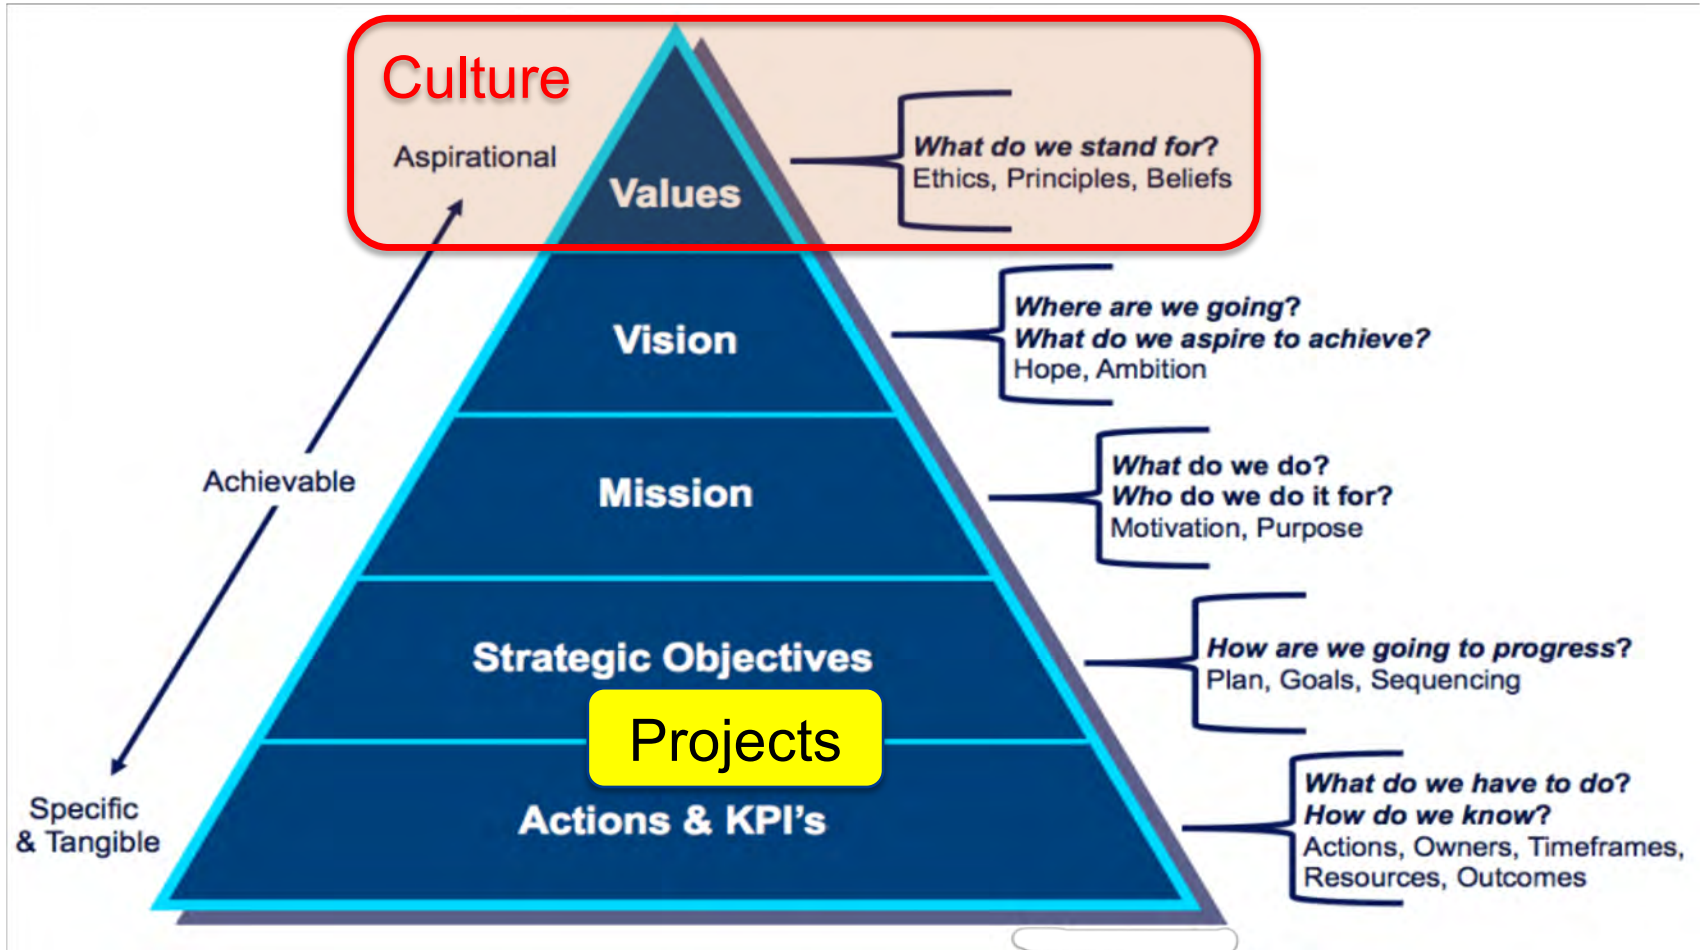 Culture
Aspirational
Values
What do we stand for?
Ethics, Principles, Beliefs
Vision
Where are we going?
What do we aspire to achieve?
Hope, Ambition
Achievable
Mission
What do we do?
Who do we do it for?
Motivation, Purpose
Strategic Objectives
How are we going to progress?
Plan, Goals, Sequencing
Projects
Specific
& Tangible
Actions & KPI's
What do we have to do?
How do we know?
Actions, Owners, Timeframes,
Resources, Outcomes